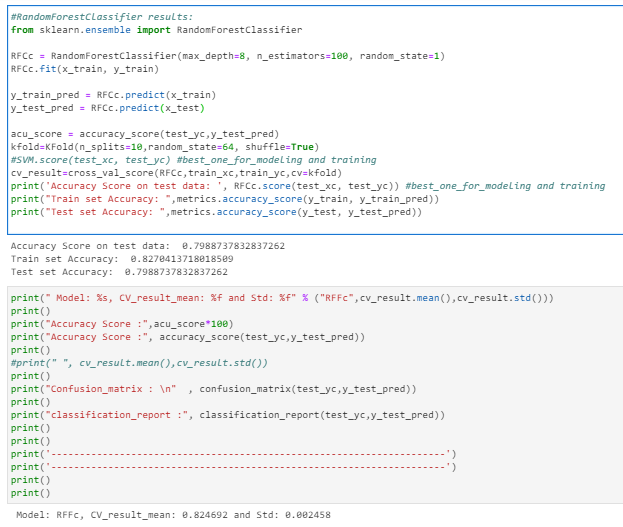 #RandomForestClassifier results:
from sklearn.ensemble import RandomForestClassifier
RFCc = RandomForestClassifier(max_depth=8, n_estimators=100, random_state=1)
RFCc.fit(x_train, y_train)
y_train_pred = RFCc.predict(x_train)
y_test_pred = RFCc.predict(x_test)
acu_score = accuracy_score(test_yc,y_test_pred)
kfold=KFold(n_splits=10,random_state=64, shuffle=True)
#SVM.score(test_xc, test_yc) #best_one_for_modeling and training
cv_result=cross_val_score(RFCc,train_xc,train_yc,cv=kfold)
print('Accuracy Score on test data: ', RFCc.score(test_xc, test_yc)) #best_one_for_modeling and training
print("Train set Accuracy: ",metrics.accuracy_score(y_train, y_train_pred))
print("Test set Accuracy: ",metrics.accuracy_score(y_test, y_test_pred))
Accuracy Score on test data:  0.7988737832837262
Train set Accuracy:  0.8270413718018509
Test set Accuracy:  0.7988737832837262
print(" Model: %s, CV_result_mean: %f and Std: %f" % ("RFFc",cv_result.mean(),cv_result.std()))
print()
print("Accuracy Score :",acu_score*100)
print("Accuracy Score :", accuracy_score(test_yc,y_test_pred))
print()
#print(" ", cv_result.mean(),cv_result.std())
print()
print("Confusion_matrix : \n"  , confusion_matrix(test_yc,y_test_pred))
print()
print("classification_report :", classification_report(test_yc,y_test_pred))
print()
print()
print('------------------------------------------------------------------')
print('------------------------------------------------------------------')
print()
print()
Model: RFFc, CV_result_mean: 0.824692 and Std: 0.002458